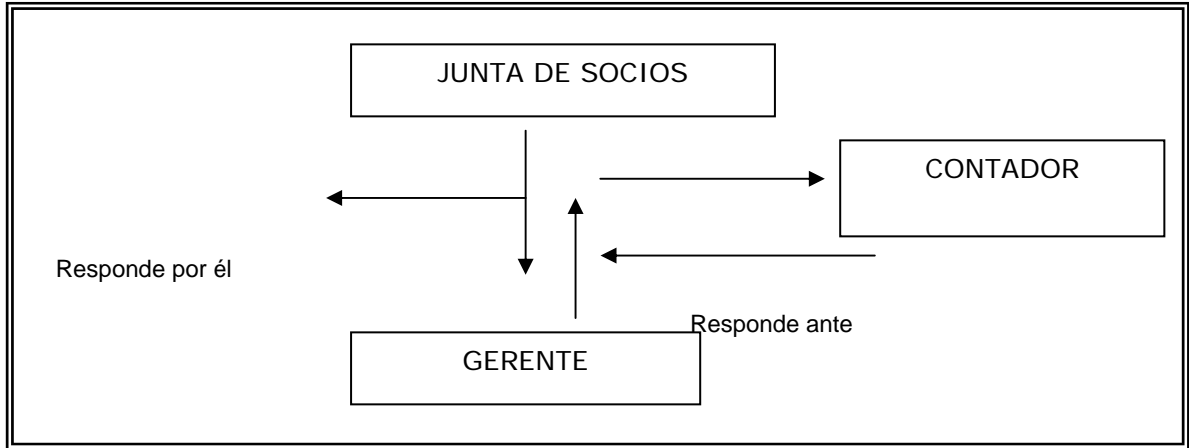 JUNTA DE SOCIOS
CONTADOR
Responde por él
Responde ante
GERENTE